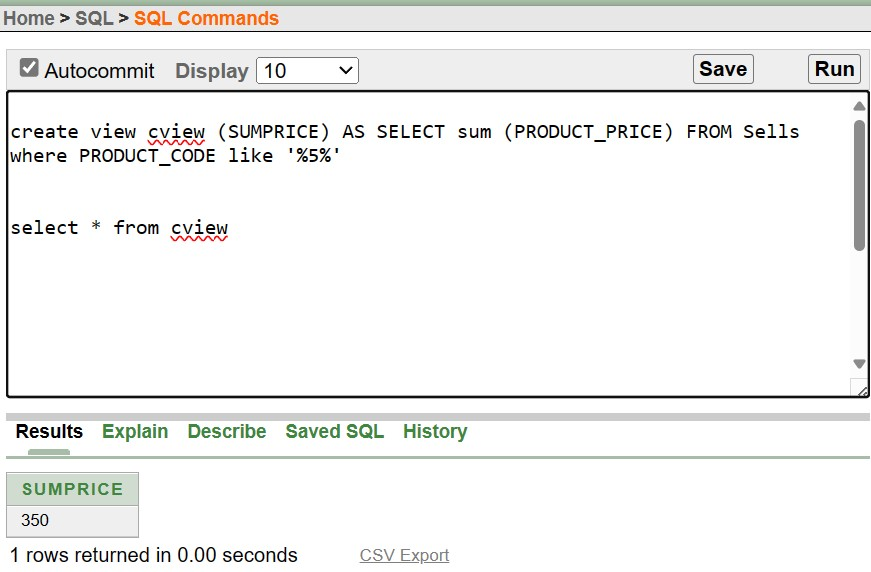 Home > SQL > SQL Commands
Autocommit Display 10 Save Run
create view cview (SUMPRICE) AS SELECT sum (PRODUCT_PRICE) FROM Sells
where PRODUCT_CODE like '%5%'
select * from cview
Results Explain Describe Saved SQL History
SUMPRICE
350
1 rows returned in 0.00 seconds CSV Export